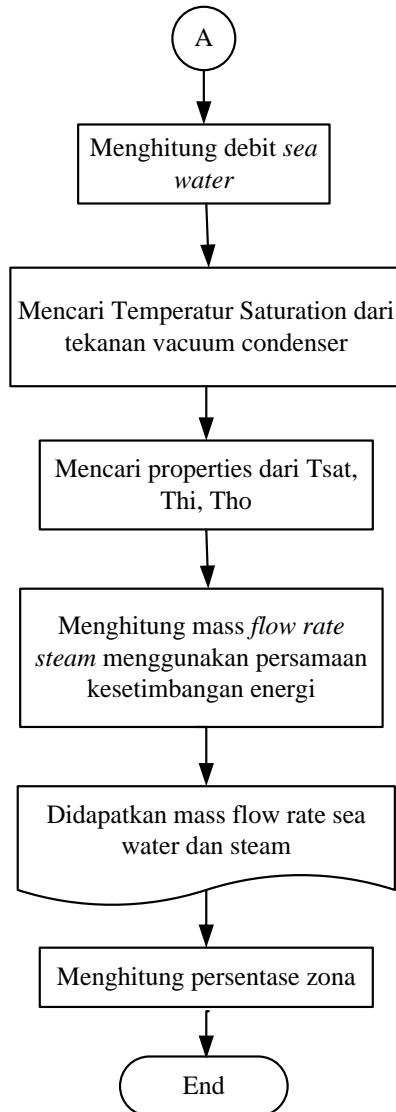 A
Menghitung debit sea
water
Mencari Temperatur Saturation dari
tekanan vacuum condenser
Mencari properties dari Tsat,
Thi, Tho
Menghitung mass flow rate
steam menggunakan persamaan
kesetimbangan energi
Didapatkan mass flow rate sea
water dan steam
Menghitung persentase zona
End